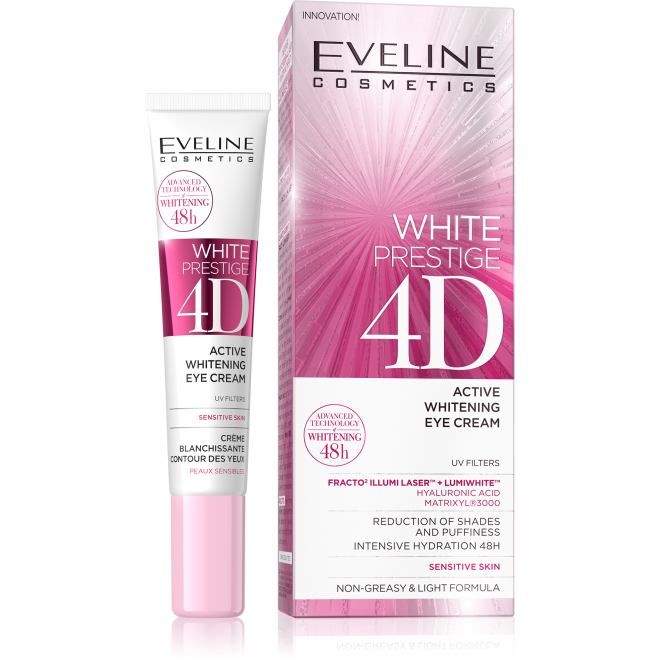 INNOVATION!
EVELINE
COSMETICS
WHITE
PRESTIGE
4D
ACTIVE
WHITENING
EYE CREAM
ADVANCED
TECHNOLOGY
of
WHITENING
48h
UV FILTERS
FRACTO² ILLUMI LASER™ + LUMIWHITE™
HYALURONIC ACID
MATRIXYL®3000
REDUCTION OF SHADES
AND PUFFINESS
INTENSIVE HYDRATION 48H
SENSITIVE SKIN
NON-GREASY & LIGHT FORMULA
EVELINE
COSMETICS
ADVANCED
TECHNOLOGY
of
WHITENING
48h
WHITE
PRESTIGE
4D
ACTIVE
WHITENING
EYE CREAM
UV FILTERS
SENSITIVE SKIN
CRÈME
BLANCHISSANTE
CONTOUR DES YEUX
PEAUX SENSIBLES